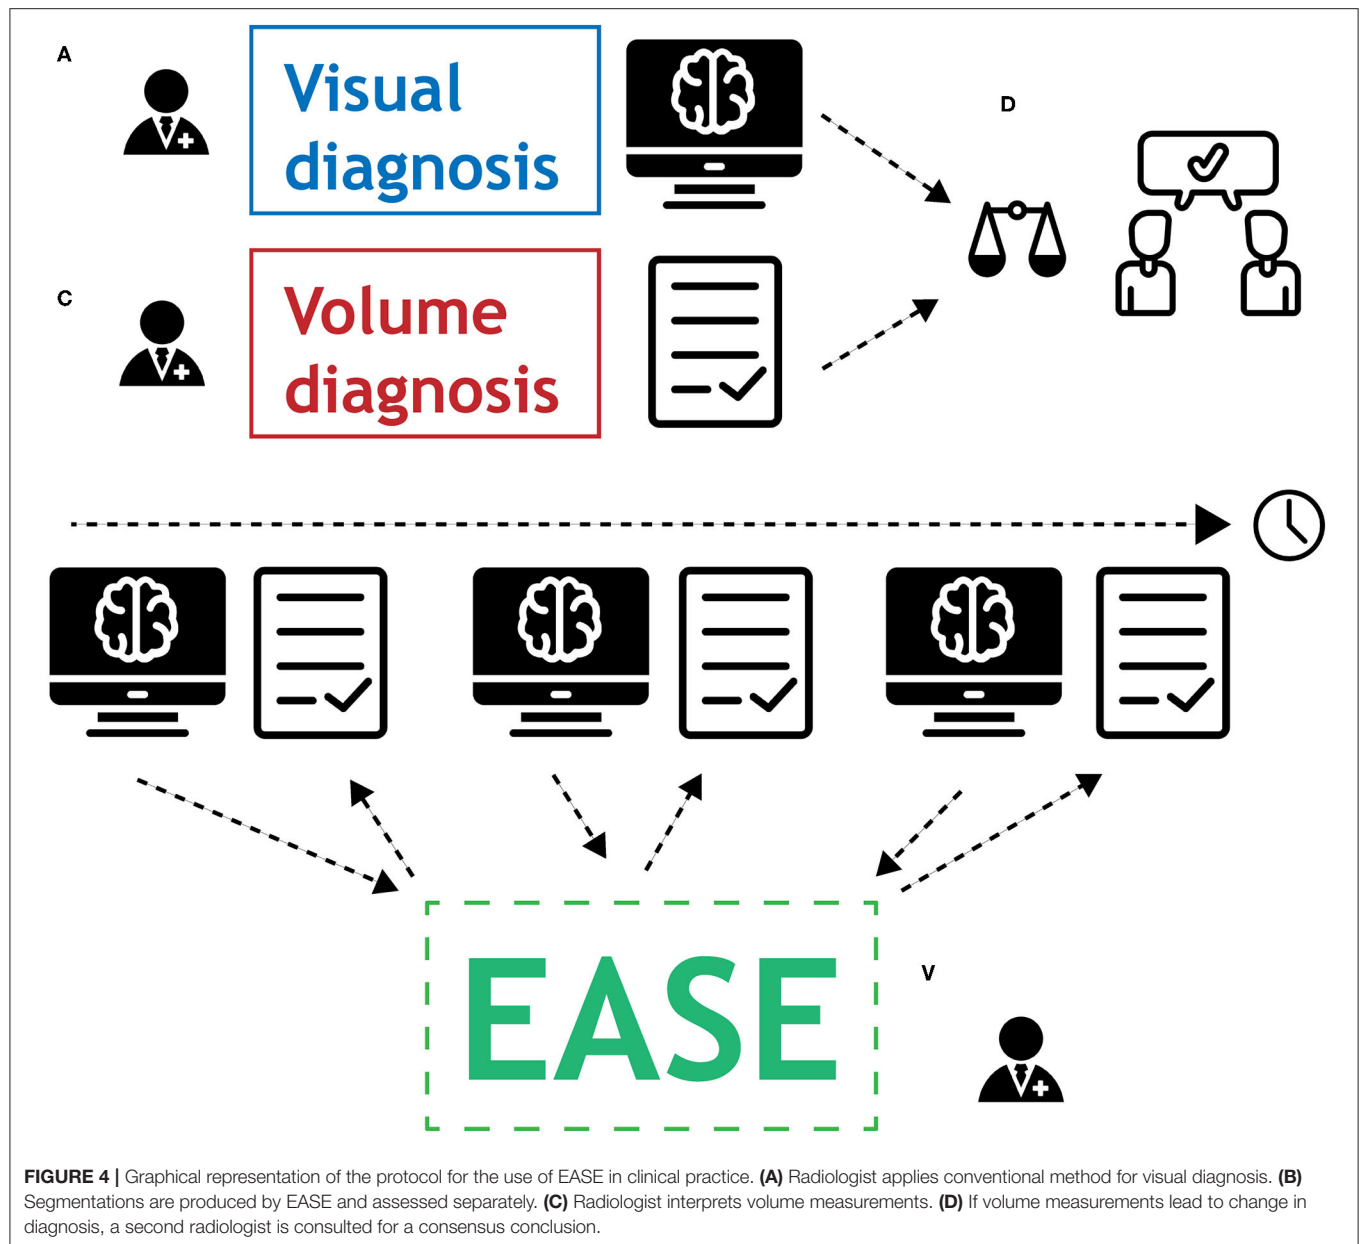 A
Visual
diagnosis
D
C
Volume
diagnosis
EASE
V
FIGURE 4 | Graphical representation of the protocol for the use of EASE in clinical practice. (A) Radiologist applies conventional method for visual diagnosis. (B)
Segmentations are produced by EASE and assessed separately. (C) Radiologist interprets volume measurements. (D) If volume measurements lead to change in
diagnosis, a second radiologist is consulted for a consensus conclusion.